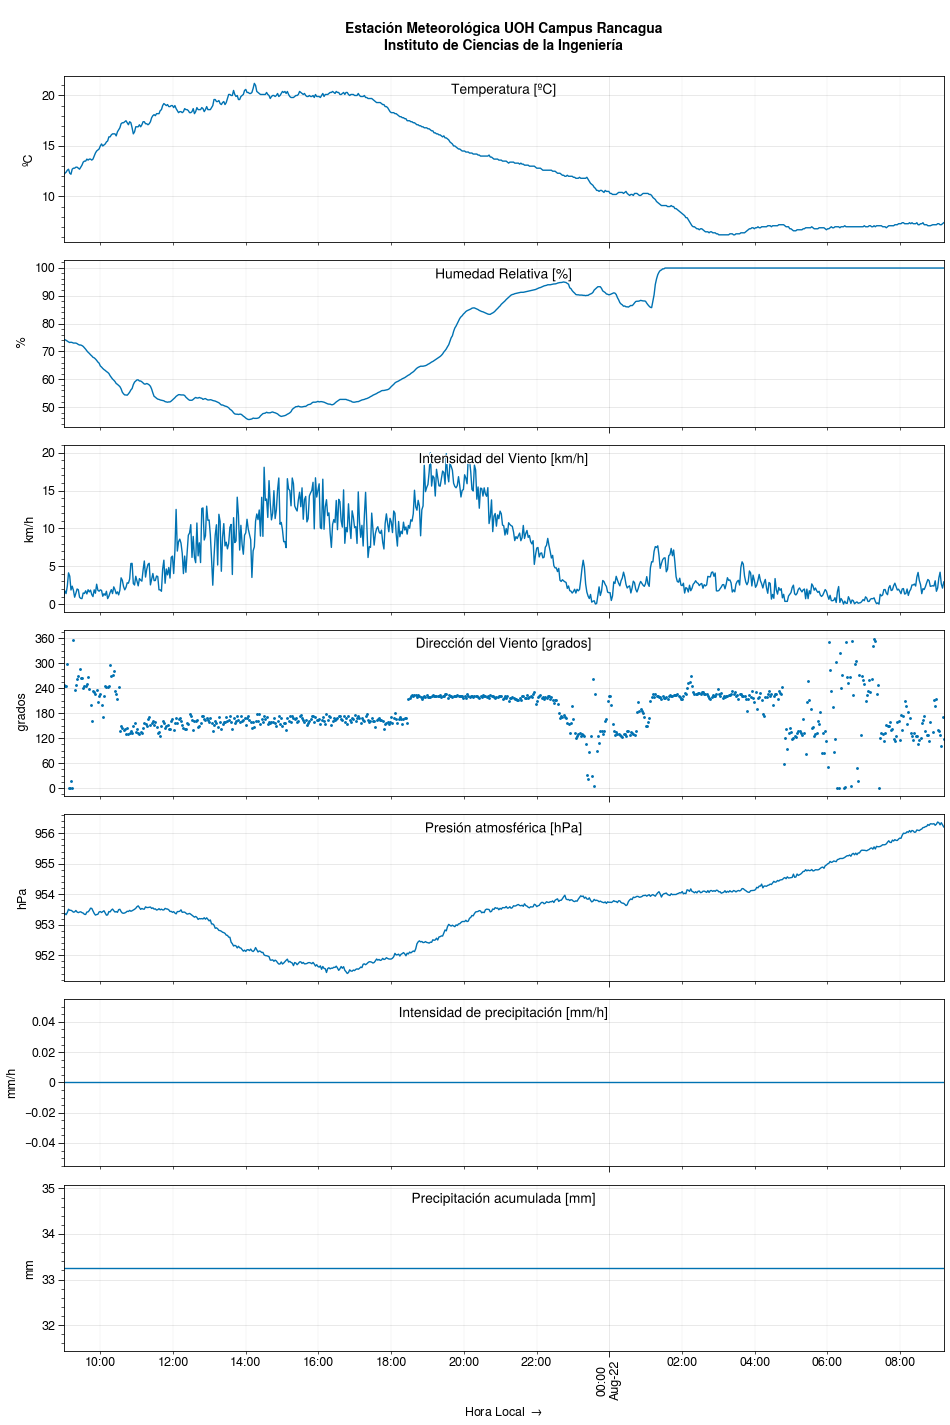 Estación Meteorológica UOH Campus Rancagua
Instituto de Ciencias de la Ingeniería
Temperatura [ºC]
ºC
20
15
10
Humedad Relativa [%]
%
100
90
80
70
60
50
Intensidad del Viento [km/h]
km/h
20
15
10
5
0
Dirección del Viento [grados]
grados
360
300
240
180
120
60
0
Presión atmosférica [hPa]
hPa
956
955
954
953
952
Intensidad de precipitación [mm/h]
mm/h
0.04
0.02
0
−0.02
−0.04
Precipitación acumulada [mm]
mm
35
34
33
32
10:00 12:00 14:00 16:00 18:00 20:00 22:00 00:00 02:00 04:00 06:00 08:00
Aug-22
Hora Local →